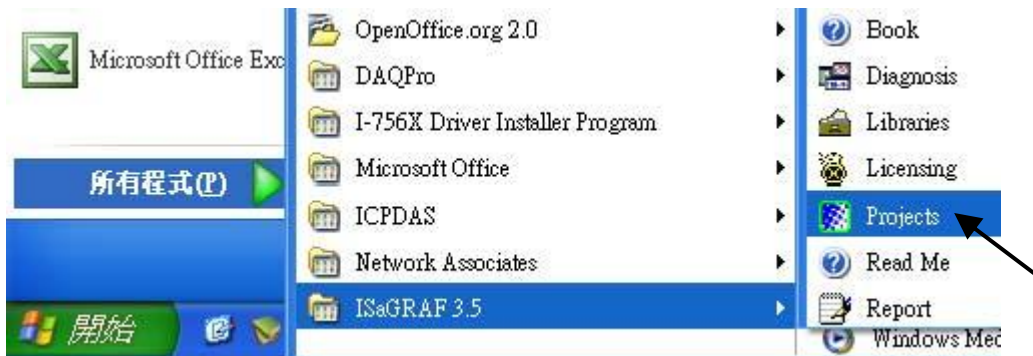 Microsoft Office Exc
所有程式(P)
開始
OpenOffice.org 2.0
DAQPro
I-756X Driver Installer Program
Microsoft Office
ICPDAS
Network Associates
ISaGRAF 3.5
Book
Diagnosis
Libraries
Licensing
Projects
Read Me
Report
Windows Med